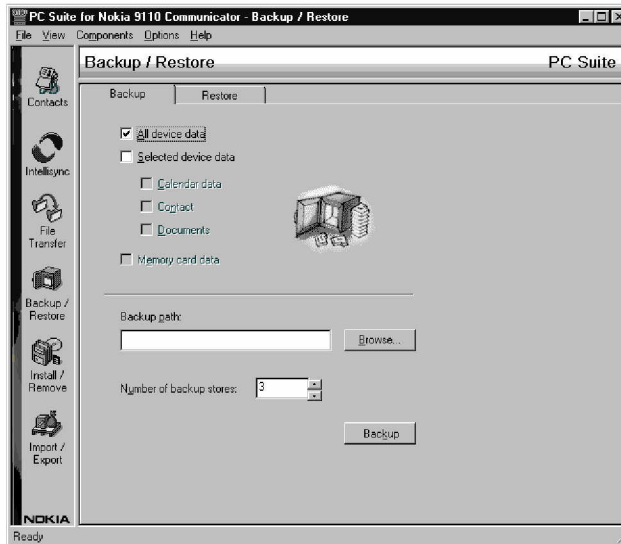 PC Suite for Nokia 9110 Communicator - Backup / Restore
File View Components Options Help
Backup / Restore PC Suite
Contacts
Intellisync
File
Transfer
Backup /
Restore
Install /
Remove
Import /
Export
NOKIA
Backup Restore
All device data
Selected device data
Calendar data
Contact
Documents
Memory card data
Backup path:
Browse...
Number of backup stores: 3
Backup
Ready